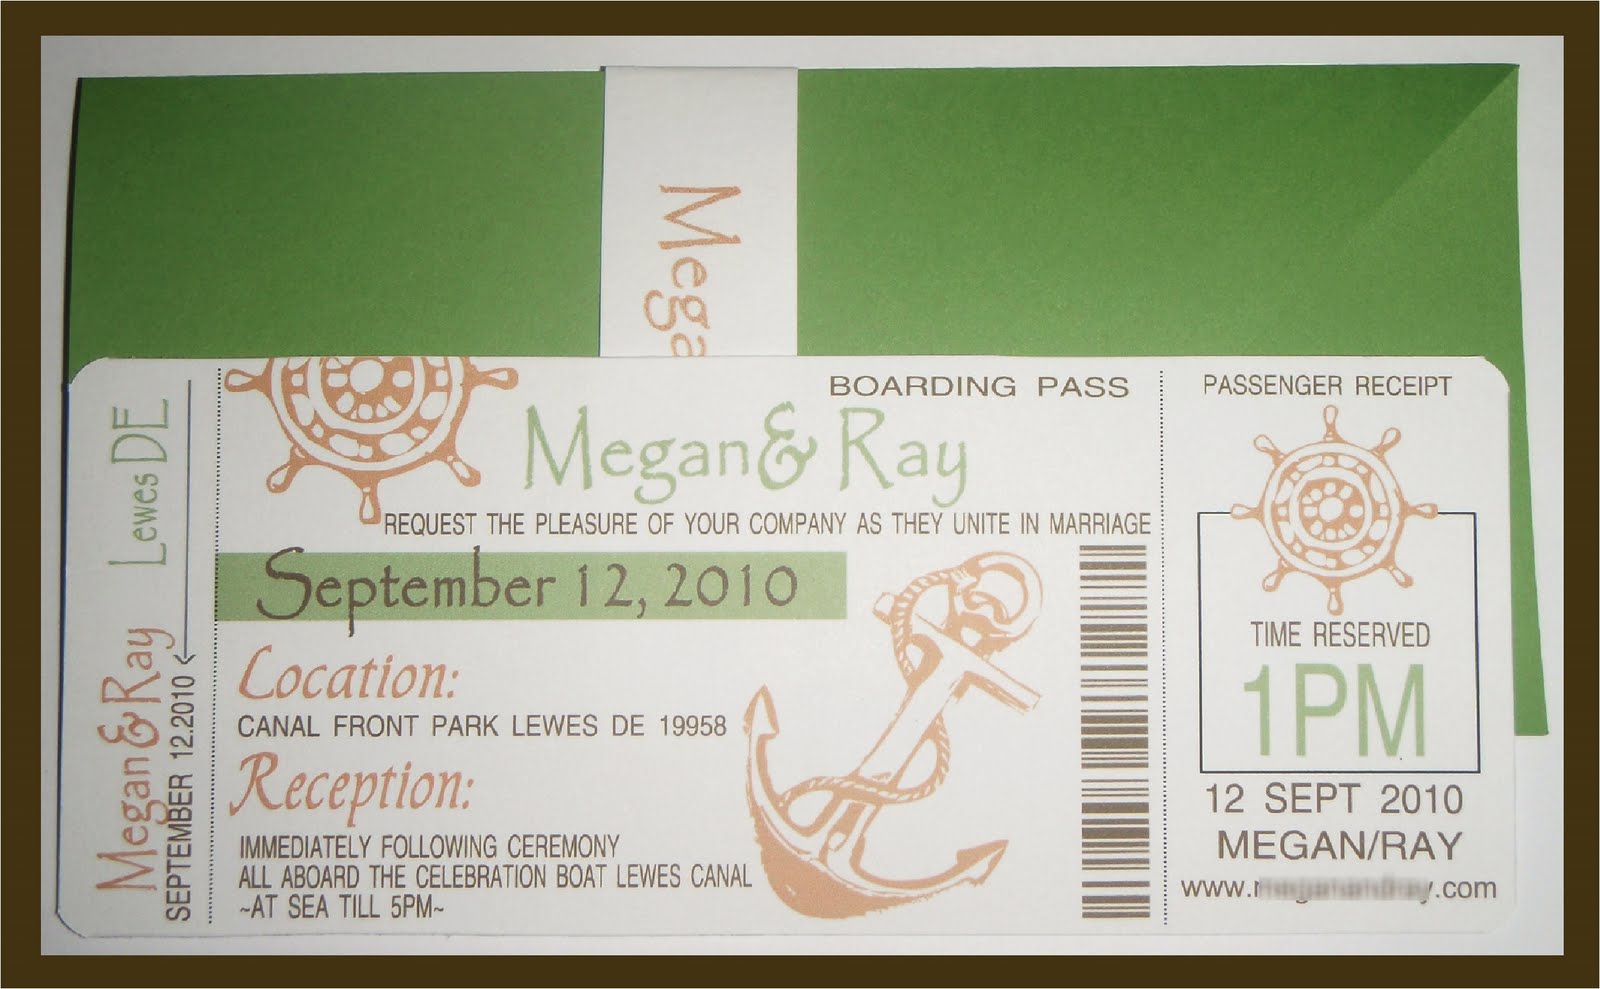 Mega
Megan & Ray Lewes DE
SEPTEMBER 12.2010
BOARDING PASS
Megan & Ray
REQUEST THE PLEASURE OF YOUR COMPANY AS THEY UNITE IN MARRIAGE
September 12, 2010
Location:
CANAL FRONT PARK LEWES DE 19958
Reception:
IMMEDIATELY FOLLOWING CEREMONY
ALL ABOARD THE CELEBRATION BOAT LEWES CANAL
~AT SEA TILL 5PM~
PASSENGER RECEIPT
TIME RESERVED
1PM
12 SEPT 2010
MEGAN/RAY
www. .com